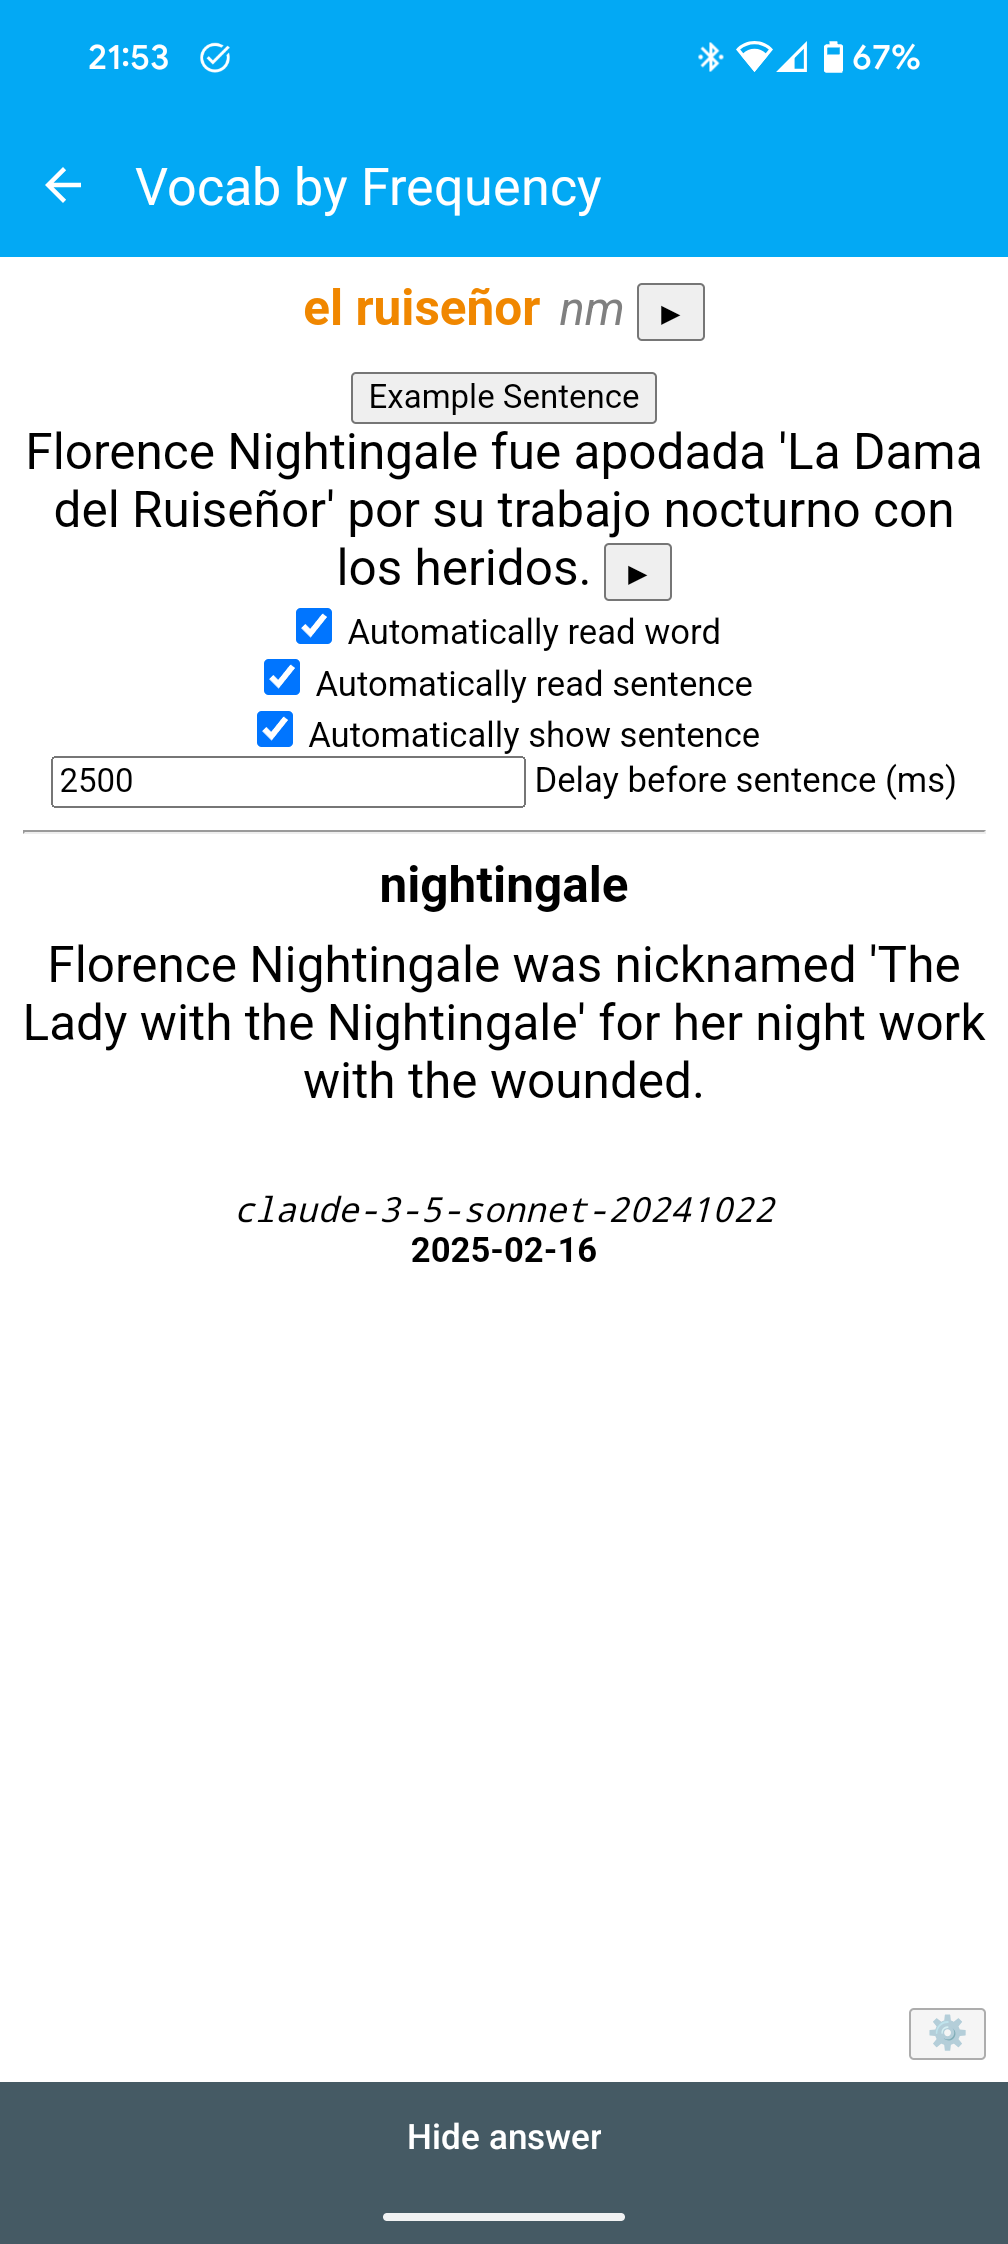 21:53 67%
Vocab by Frequency
el ruiseñor nm ▶
Example Sentence
Florence Nightingale fue apodada 'La Dama
del Ruiseñor' por su trabajo nocturno con
los heridos. ▶
Automatically read word
Automatically read sentence
Automatically show sentence
2500 Delay before sentence (ms)
nightingale
Florence Nightingale was nicknamed 'The
Lady with the Nightingale' for her night work
with the wounded.
claude-3-5-sonnet-20241022
2025-02-16
Hide answer